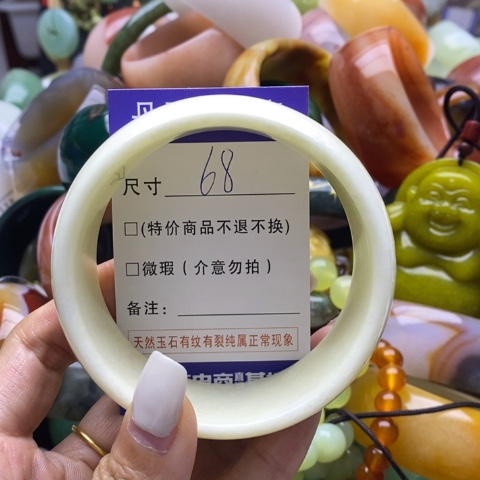 尺寸 68
□(特价商品不退不换)
□微瑕(介意勿拍)
备注:
天然玉石有纹有裂纯属正常现象